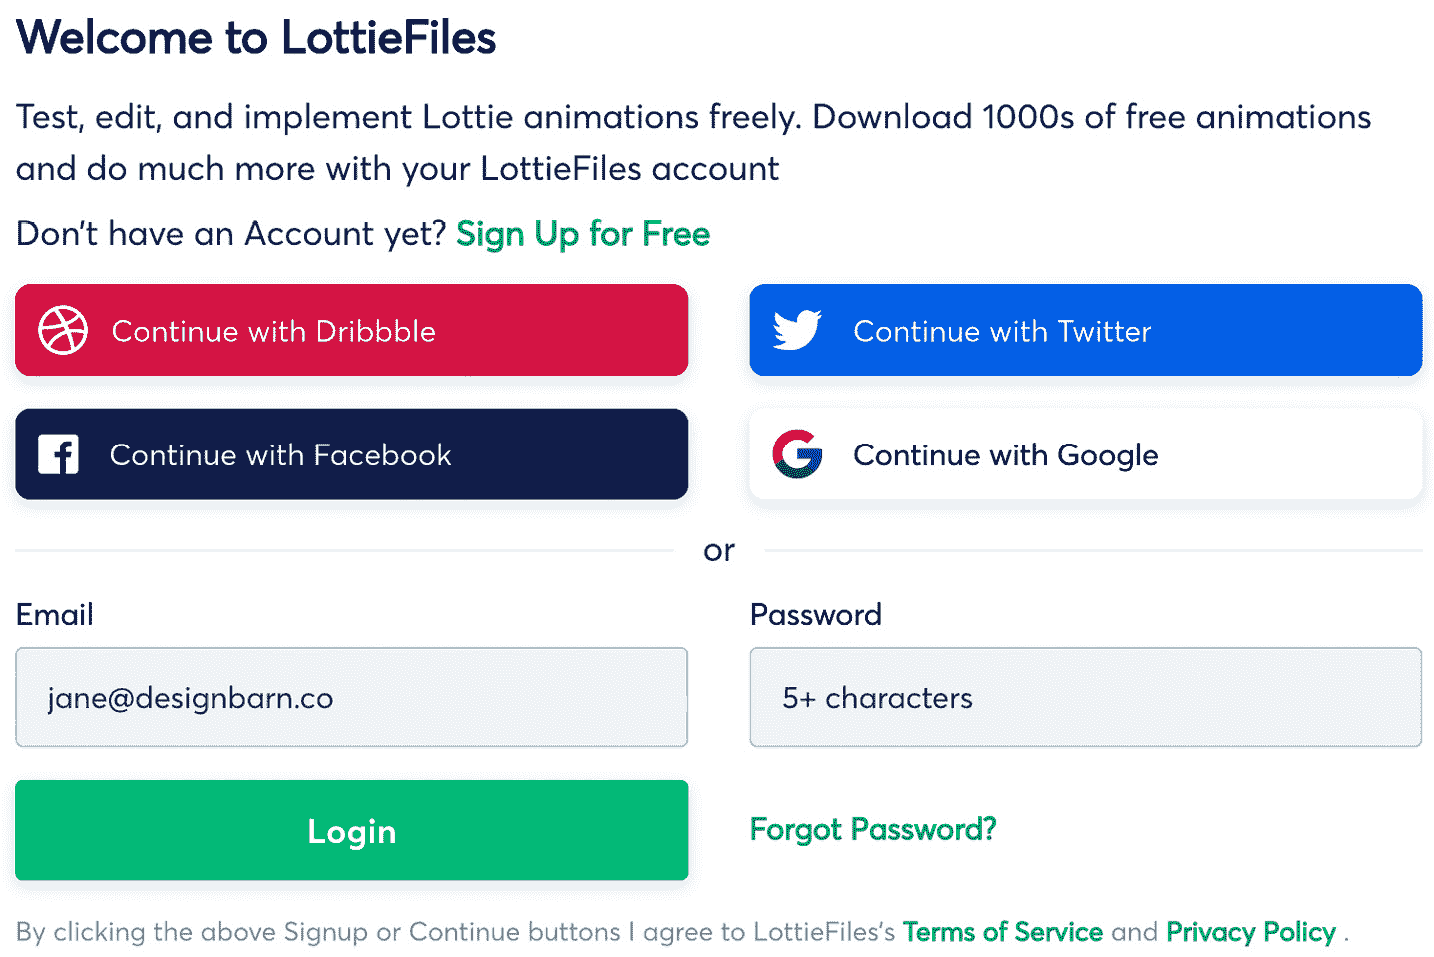 Welcome to LottieFiles
Test, edit, and implement Lottie animations freely. Download 1000s of free animations
and do much more with your LottieFiles account
Don't have an Account yet? Sign Up for Free
Continue with Dribbble
Continue with Twitter
Continue with Facebook
Continue with Google
or
Email
Password
jane@designbarn.co
5+ characters
Login
Forgot Password?
By clicking the above Signup or Continue buttons I agree to LottieFiles's Terms of Service and Privacy Policy .